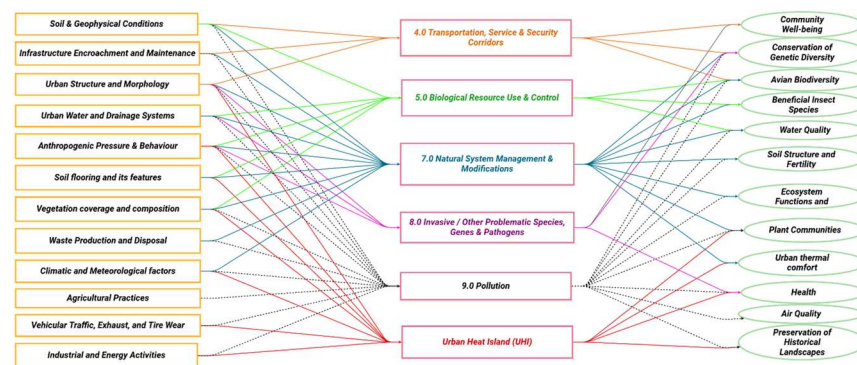 Soil & Geophysical Conditions
Infrastructure Encroachment and Maintenance
Urban Structure and Morphology
Urban Water and Drainage Systems
Anthropogenic Pressure & Behaviour
Soil flooring and its features
Vegetation coverage and composition
Waste Production and Disposal
Climatic and Meteorological factors
Agricultural Practices
Vehicular Traffic, Exhaust, and Tire Wear
Industrial and Energy Activities
4.0 Transportation, Service & Security
Corridors
5.0 Biological Resource Use & Control
7.0 Natural System Management &
Modifications
8.0 Invasive / Other Problematic Species,
Genes & Pathogens
9.0 Pollution
Urban Heat Island (UHI)
Community
Well-being
Conservation of
Genetic Diversity
Avian Biodiversity
Beneficial Insect
Species
Water Quality
Soil Structure and
Fertility
Ecosystem
Functions and
Plant Communities
Urban thermal
comfort
Health
Air Quality
Preservation of
Historical
Landscapes